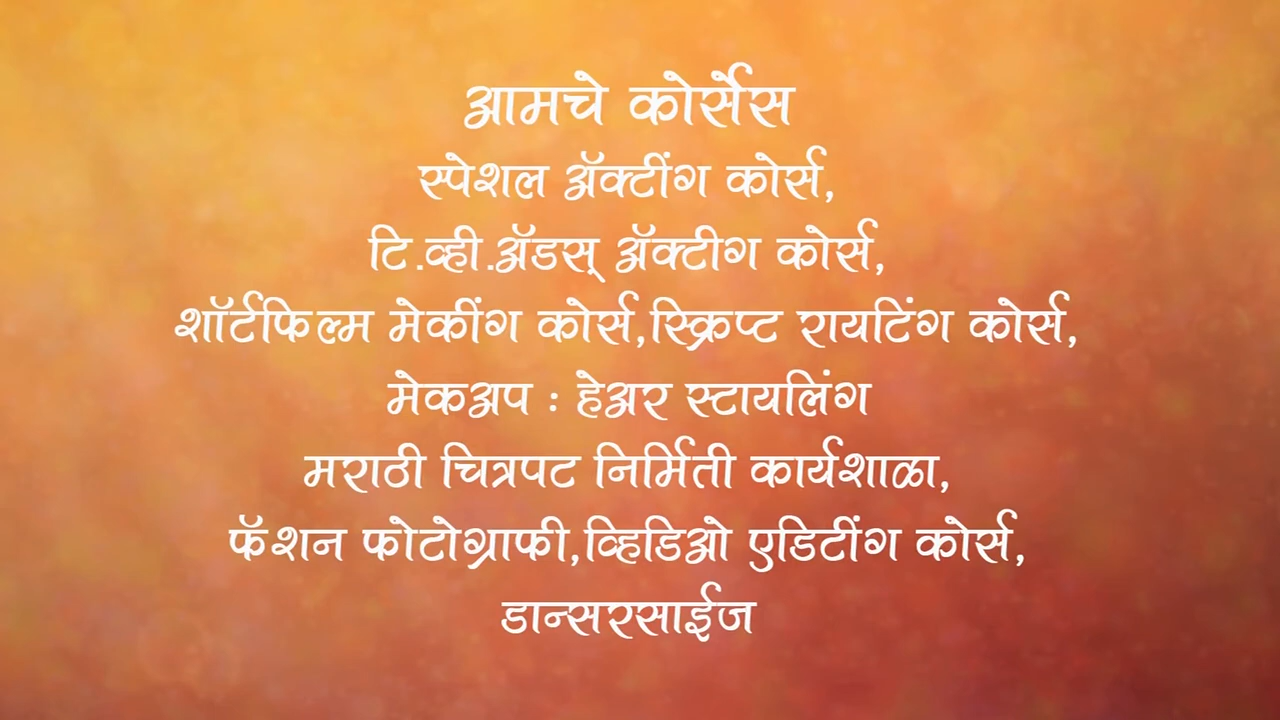 आमचे कोर्सेस
स्पेशल ॲक्टींग कोर्स,
टि.व्ही.ॲडस् ॲक्टीग कोर्स,
शॉर्टफिल्म मेकींग कोर्स,स्क्रिप्ट रायटिंग कोर्स,
मेकअप : हेअर स्टायलिंग
मराठी चित्रपट निर्मिती कार्यशाळा,
फॅशन फोटोग्राफी,व्हिडिओ एडिटींग कोर्स,
डान्सरसाईज